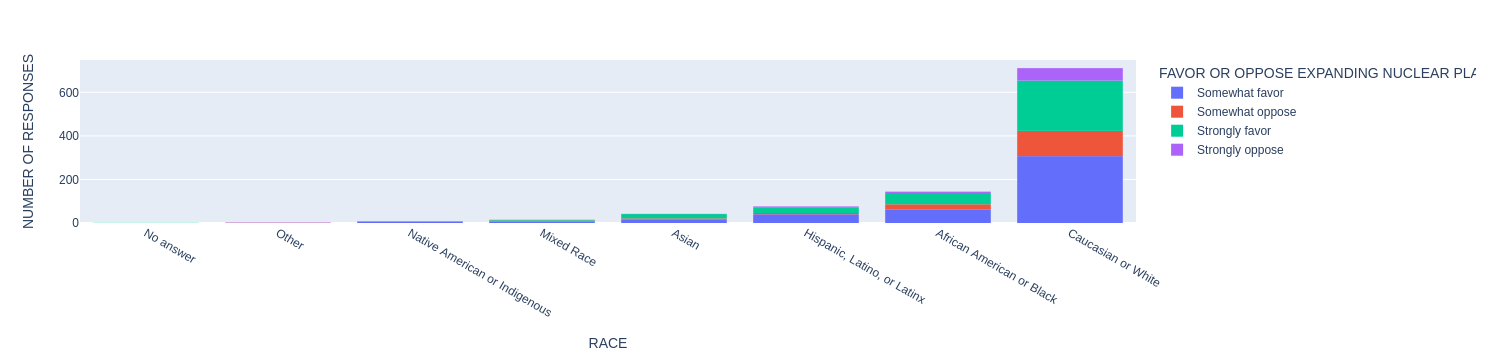 NUMBER OF RESPONSES
600
400
200
0
No answer
Other
Native American or Indigenous
Mixed Race
Asian
Hispanic, Latino, or Latinx
African American or Black
Caucasian or White
RACE
FAVOR OR OPPOSE EXPANDING NUCLEAR PLA
Somewhat favor
Somewhat oppose
Strongly favor
Strongly oppose